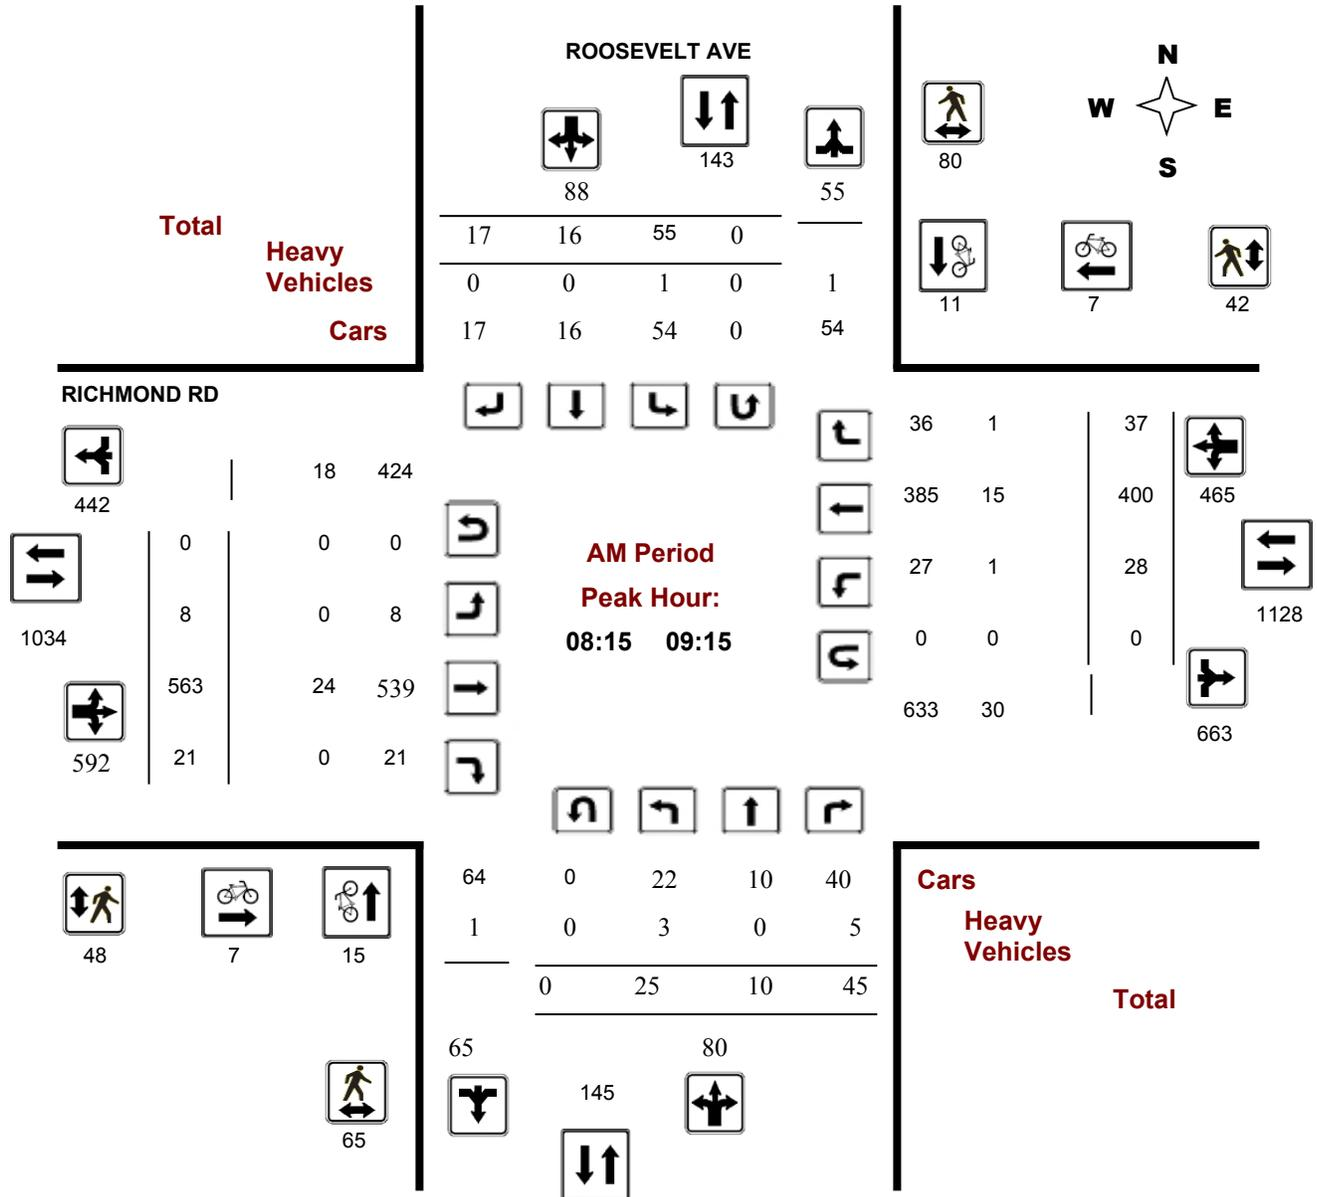 ROOSEVELT AVE
N
W E
S
143
80
88
55
Total
17 16 55 0
Heavy
Vehicles
0 0 1 0 1
11 7 42
Cars
17 16 54 0 54
RICHMOND RD
36 1 37
18 424
442
385 15 400 465
0 0 0
AM Period
27 1 28
Peak Hour:
8 0 8
1034
08:15 09:15
0 0 0
1128
563 24 539
633 30
663
592 21 0 21
64 0 22 10 40
Cars
1 0 3 0 5
Heavy
Vehicles
48 7 15
0 25 10 45
Total
65 80
145
65